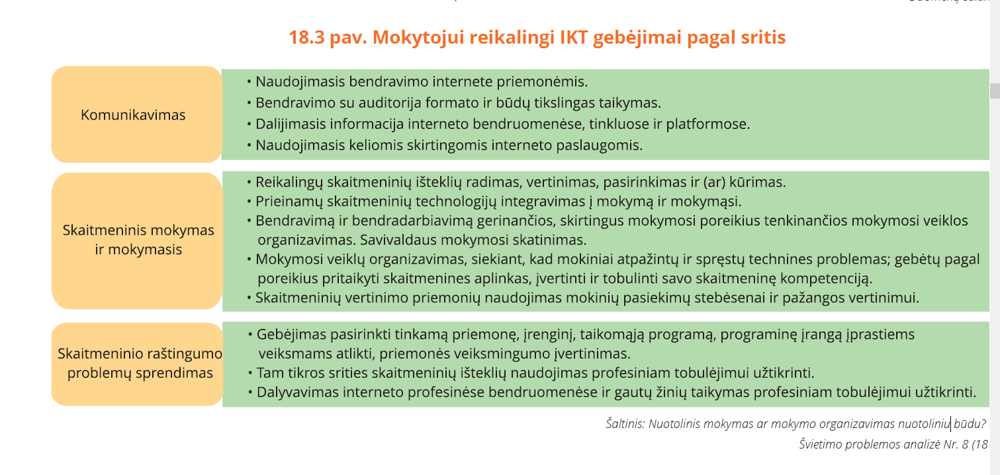 18.3 pav. Mokytojui reikalingi IKT gebėjimai pagal sritis
Komunikavimas
• Naudojimasis bendravimo internete priemonėmis.
• Bendravimo su auditorija formato ir būdų tikslingas taikymas.
• Dalijimasis informacija interneto bendruomenėse, tinkluose ir platformose.
• Naudojimasis keliomis skirtingomis interneto paslaugomis.
Skaitmeninis mokymas
ir mokymasis
• Reikalingų skaitmeninių išteklių radimas, vertinimas, pasirinkimas ir (ar) kūrimas.
• Prieinamų skaitmeninių technologijų integravimas į mokymą ir mokymąsi.
• Bendravimą ir bendradarbiavimą gerinančios, skirtingus mokymosi poreikius tenkinančios mokymosi veiklos
organizavimas. Savivaldaus mokymosi skatinimas.
• Mokymosi veiklų organizavimas, siekiant, kad mokiniai atpažintų ir spręstų technines problemas; gebėtų pagal
poreikius pritaikyti skaitmenines aplinkas, įvertinti ir tobulinti savo skaitmeninę kompetenciją.
• Skaitmeninių vertinimo priemonių naudojimas mokinių pasiekimų stebėsenai ir pažangos vertinimui.
Skaitmeninio raštingumo
problemų sprendimas
• Gebėjimas pasirinkti tinkamą priemonę, įrenginį, taikomąją programą, programinę įrangą įprastiems
veiksmams atlikti, priemonės veiksmingumo įvertinimas.
• Tam tikros srities skaitmeninių išteklių naudojimas profesiniam tobulėjimui užtikrinti.
• Dalyvavimas interneto profesinėse bendruomenėse ir gautų žinių taikymas profesiniam tobulėjimui užtikrinti.
Šaltinis: Nuotolinis mokymas ar mokymo organizavimas nuotoliniu būdu?
Švietimo problemos analizė Nr. 8 (18